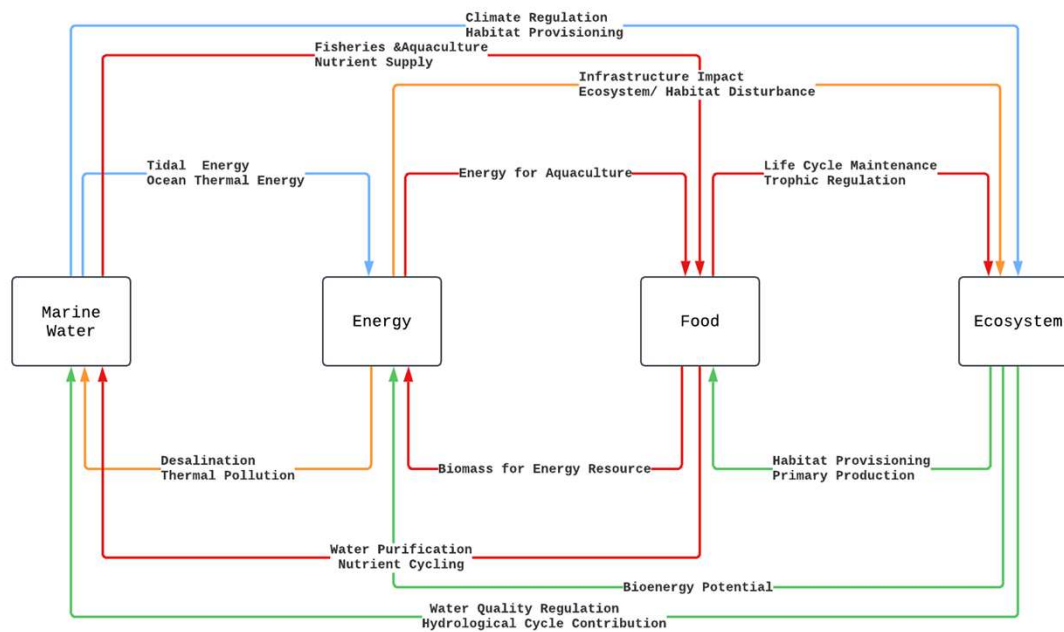 Climate Regulation
Habitat Provisioning
Fisheries &Aquaculture
Nutrient Supply
Infrastructure Impact
Ecosystem/ Habitat Disturbance
Tidal Energy
Ocean Thermal Energy
Energy for Aquaculture
Life Cycle Maintenance
Trophic Regulation
Marine
Water
Energy
Food
Ecosystem
Desalination
Thermal Pollution
Biomass for Energy Resource
Habitat Provisioning
Primary Production
Water Purification
Nutrient Cycling
Bioenergy Potential
Water Quality Regulation
Hydrological Cycle Contribution